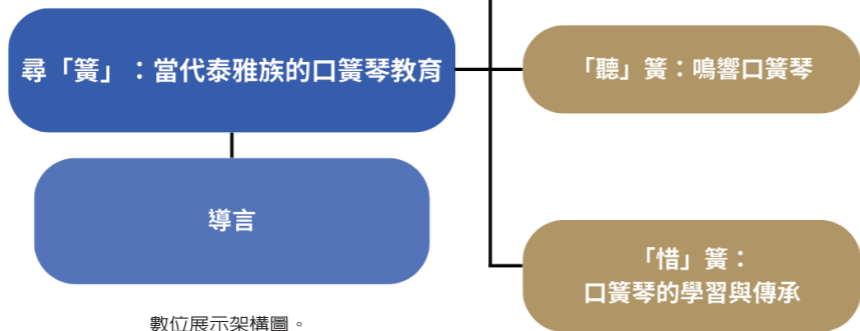 尋「簧」：當代泰雅族的口簧琴教育
「聽」簧：鳴響口簧琴
導言
「惜」簧：
口簧琴的學習與傳承
數位展示架構圖。